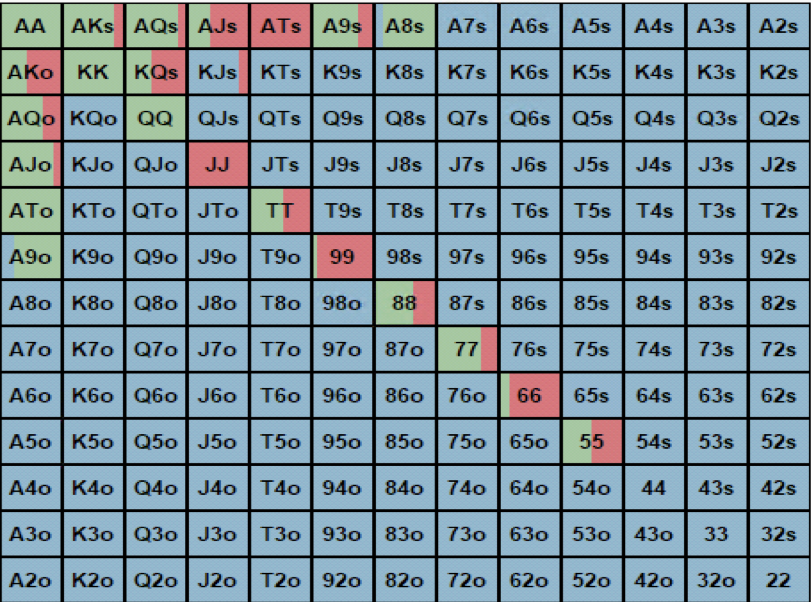 AA AKs AQs AJs ATs A9s A8s A7s A6s A5s A4s A3s A2s
AKo KK KQs KJs KTs K9s K8s K7s K6s K5s K4s K3s K2s
AQo KQo QQ QJs QTs Q9s Q8s Q7s Q6s Q5s Q4s Q3s Q2s
AJo KJo QJo JJ JTs J9s J8s J7s J6s J5s J4s J3s J2s
ATo KTo QTo JTo TT T9s T8s T7s T6s T5s T4s T3s T2s
A9o K9o Q9o J9o T9o 99 98s 97s 96s 95s 94s 93s 92s
A8o K8o Q8o J8o T8o 98o 88 87s 86s 85s 84s 83s 82s
A7o K7o Q7o J7o T7o 97o 87o 77 76s 75s 74s 73s 72s
A6o K6o Q6o J6o T6o 96o 86o 76o 66 65s 64s 63s 62s
A5o K5o Q5o J5o T5o 95o 85o 75o 65o 55 54s 53s 52s
A4o K4o Q4o J4o T4o 94o 84o 74o 64o 54o 44 43s 42s
A3o K3o Q3o J3o T3o 93o 83o 73o 63o 53o 43o 33 32s
A2o K2o Q2o J2o T2o 92o 82o 72o 62o 52o 42o 32o 22